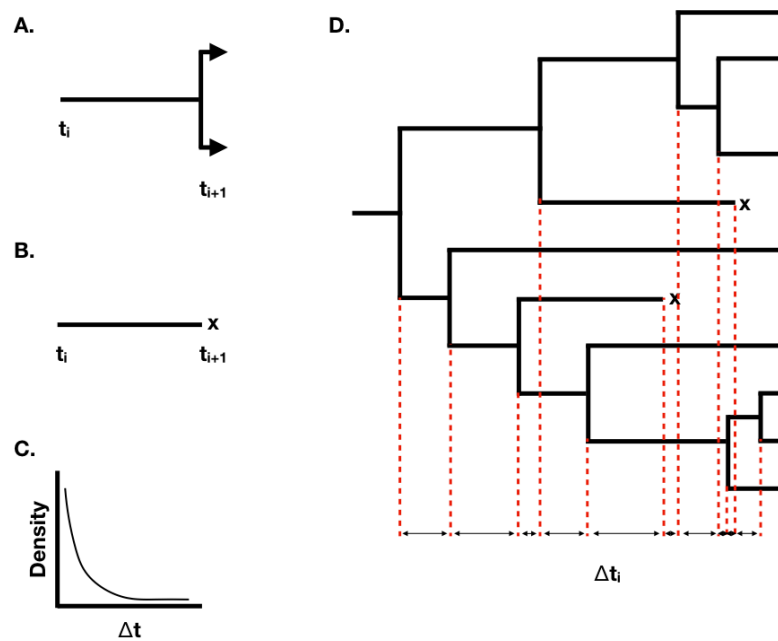 A.
tᵢ
tᵢ₊₁
B.
x
tᵢ
tᵢ₊₁
C.
Density
Δt
D.
x
x
Δtᵢ